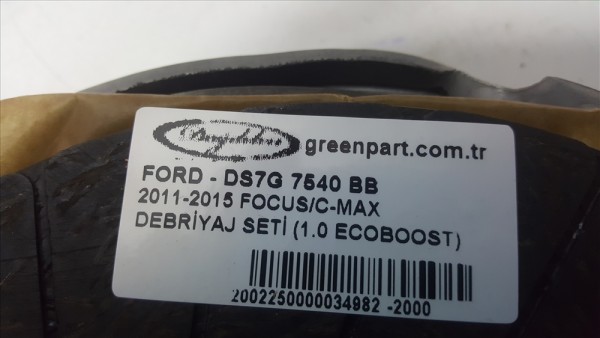 greenpart.com.tr
FORD - DS7G 7540 BB
2011-2015 FOCUS/C-MAX
DEBRİYAJ SETİ (1.0 ECOBOOST)
2002250000034982 -2000